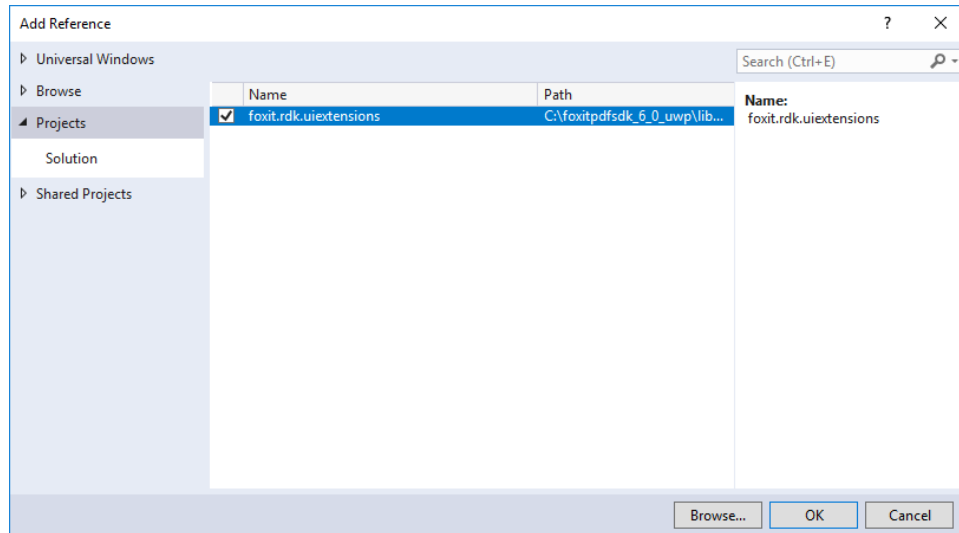 Add Reference ?
Universal Windows
Search (Ctrl+E)
Browse
Name Path
Name:
foxit.rdk.uiextensions C:\foxitpdfsdk_6_0_uwp\lib...
foxit.rdk.uiextensions
Projects
Solution
Shared Projects
Browse... OK Cancel